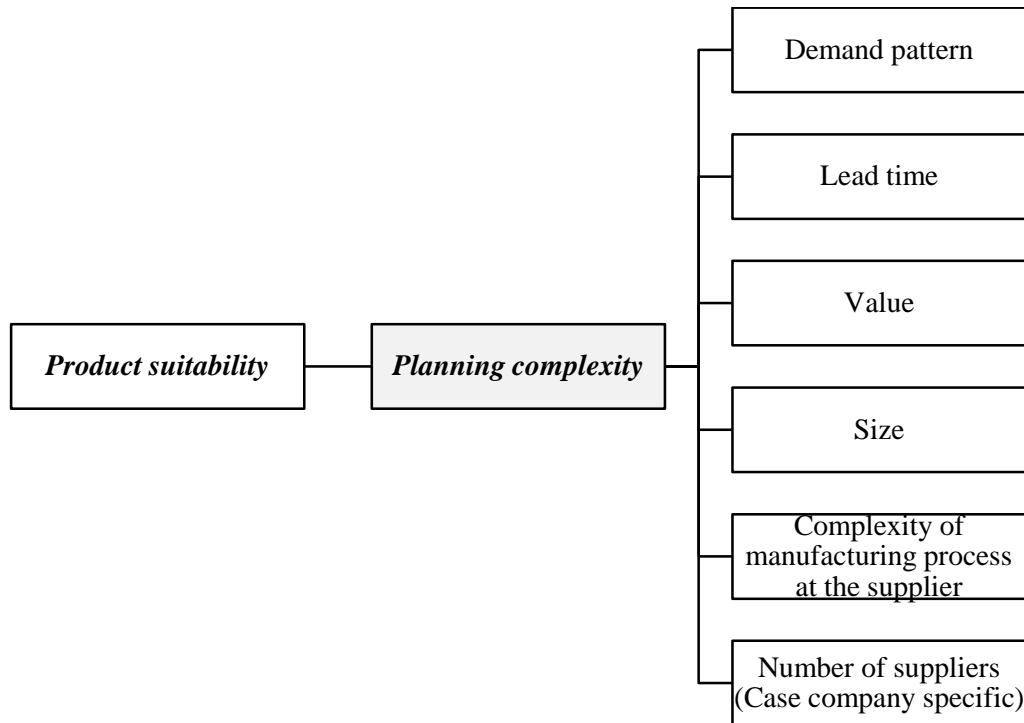 Demand pattern
Lead time
Value
Product suitability
Planning complexity
Size
Complexity of
manufacturing process
at the supplier
Number of suppliers
(Case company specific)